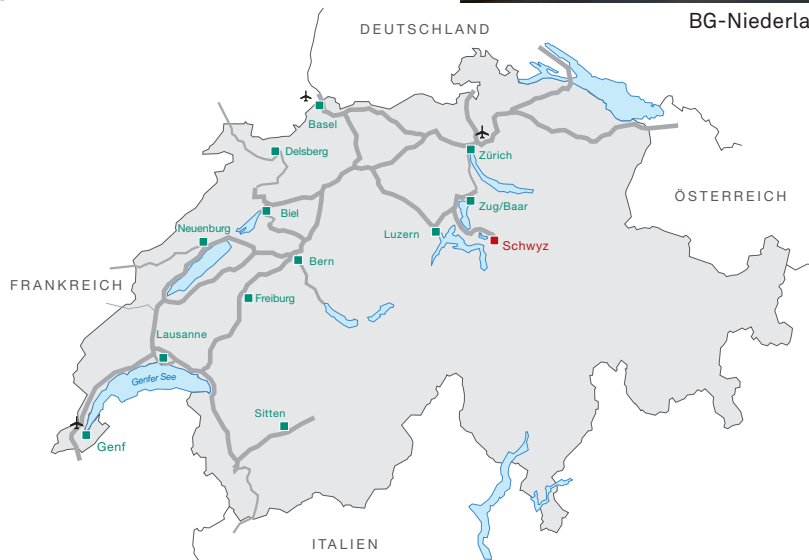 BG-Niederla
DEUTSCHLAND
Basel
Delsberg
Zürich
ÖSTERREICH
Zug/Baar
Biel
Neuenburg
Luzern
Schwyz
Bern
FRANKREICH
Freiburg
Lausanne
Genfer See
Sitten
Genf
ITALIEN